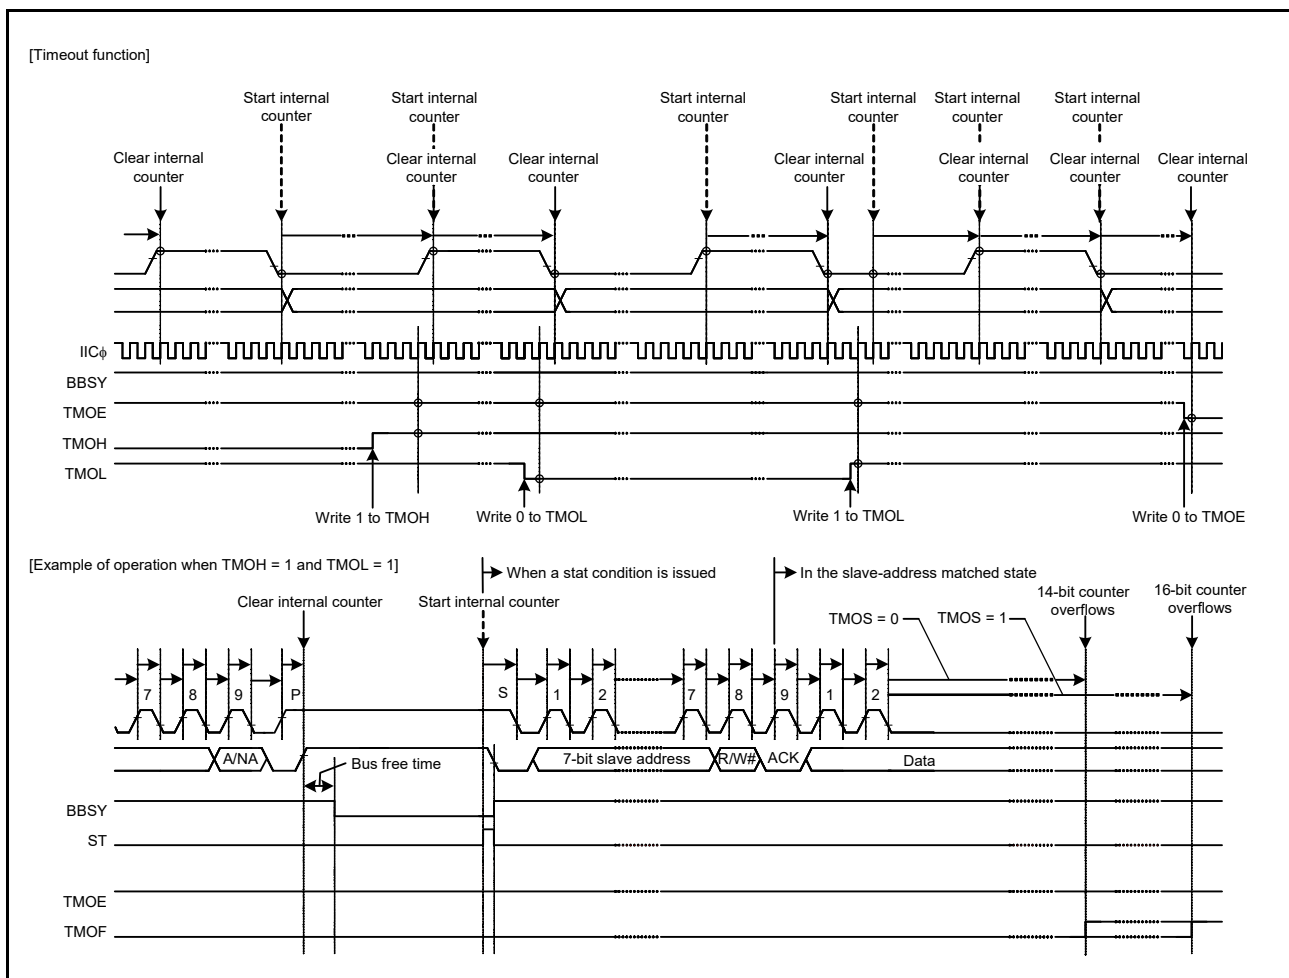 [Timeout function]
Start internal counter
Start internal counter
Start internal counter
Start internal counter
Start internal counter
Start internal counter
Clear internal counter
Clear internal counter
Clear internal counter
Clear internal counter
Clear internal counter
Clear internal counter
Clear internal counter
IICϕ
BBSY
TMOE
TMOH
TMOL
Write 1 to TMOH
Write 0 to TMOL
Write 1 to TMOL
Write 0 to TMOE
[Example of operation when TMOH = 1 and TMOL = 1]
When a stat condition is issued
In the slave-address matched state
Clear internal counter
Start internal counter
14-bit counter overflows
16-bit counter overflows
TMOS = 0
TMOS = 1
7 8 9 P S 1 2 7 8 9 1 2
A/NA
Bus free time
7-bit slave address
R/W#
ACK
Data
BBSY
ST
TMOE
TMOF